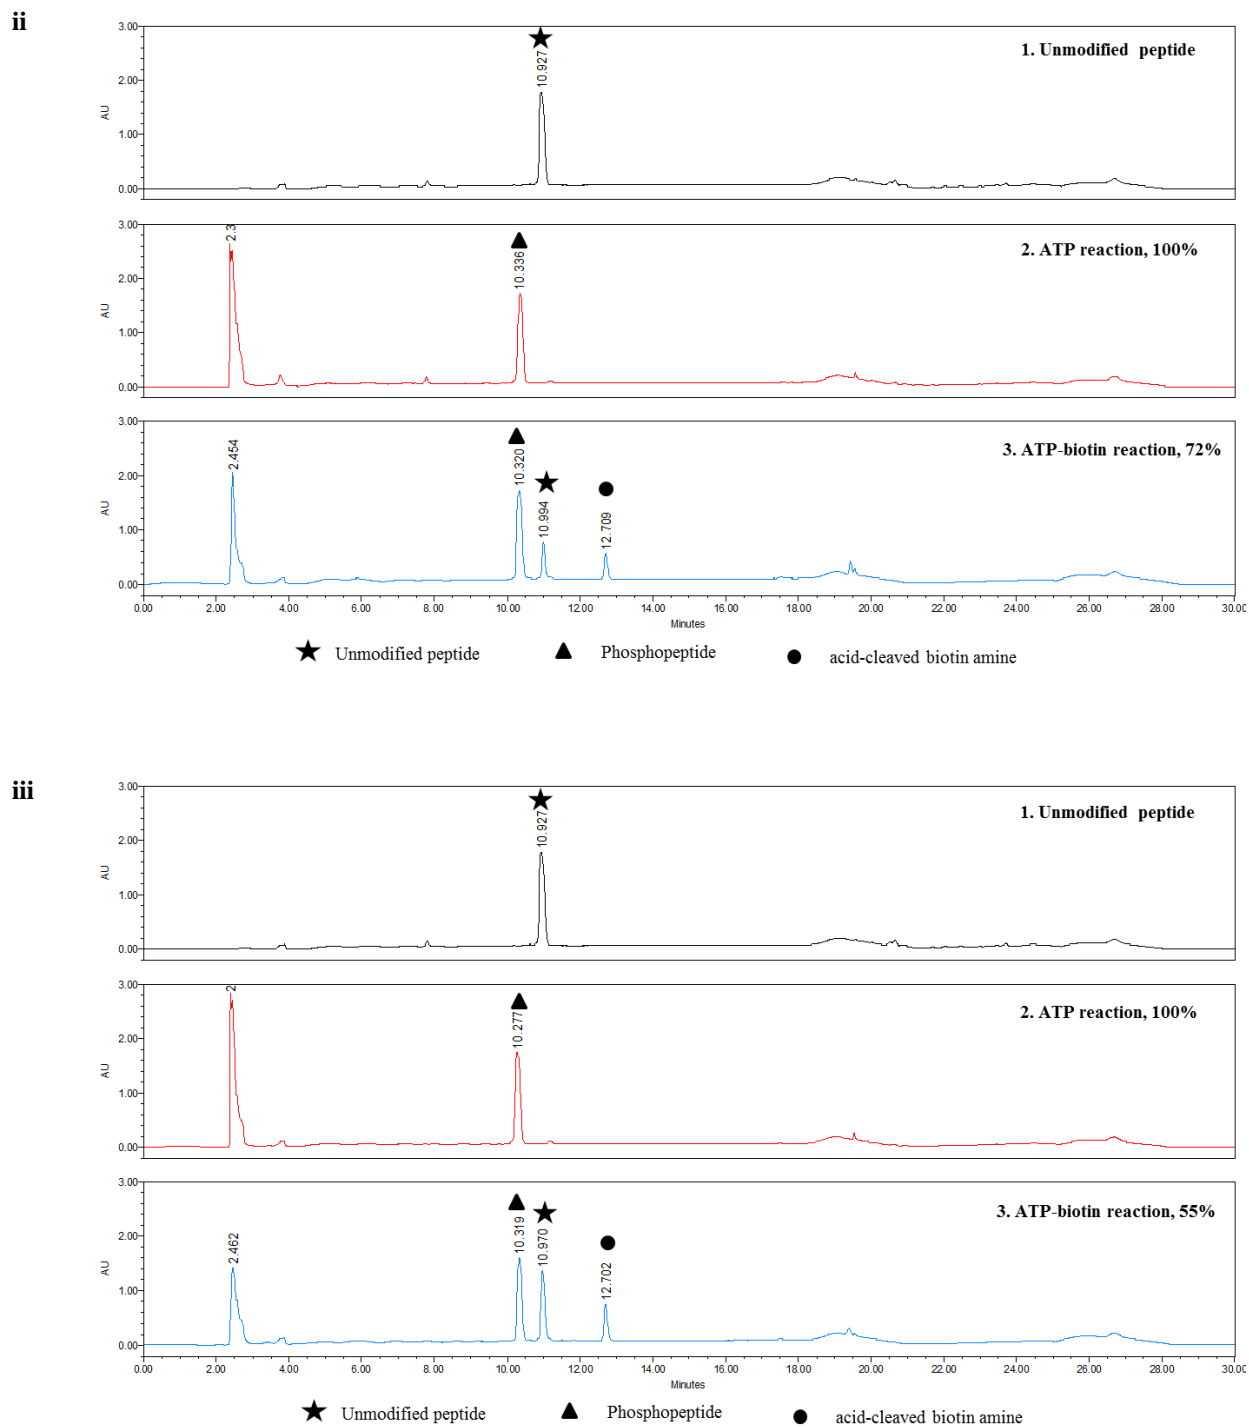 ii
3.00
2.00
1.00
0.00
AU
10.927
1. Unmodified peptide
3.00
2.00
1.00
0.00
AU
2.3
10.336
2. ATP reaction, 100%
3.00
2.00
1.00
0.00
AU
2.454
10.320
10.994
12.709
3. ATP-biotin reaction, 72%
0.00 2.00 4.00 6.00 8.00 10.00 12.00 14.00 16.00 18.00 20.00 22.00 24.00 26.00 28.00 30.00
Minutes
Unmodified peptide Phosphopeptide acid-cleaved biotin amine
iii
3.00
2.00
1.00
0.00
AU
10.927
1. Unmodified peptide
3.00
2.00
1.00
0.00
AU
2
10.277
2. ATP reaction, 100%
3.00
2.00
1.00
0.00
AU
2.462
10.319
10.970
12.702
3. ATP-biotin reaction, 55%
0.00 2.00 4.00 6.00 8.00 10.00 12.00 14.00 16.00 18.00 20.00 22.00 24.00 26.00 28.00 30.00
Minutes
Unmodified peptide Phosphopeptide acid-cleaved biotin amine